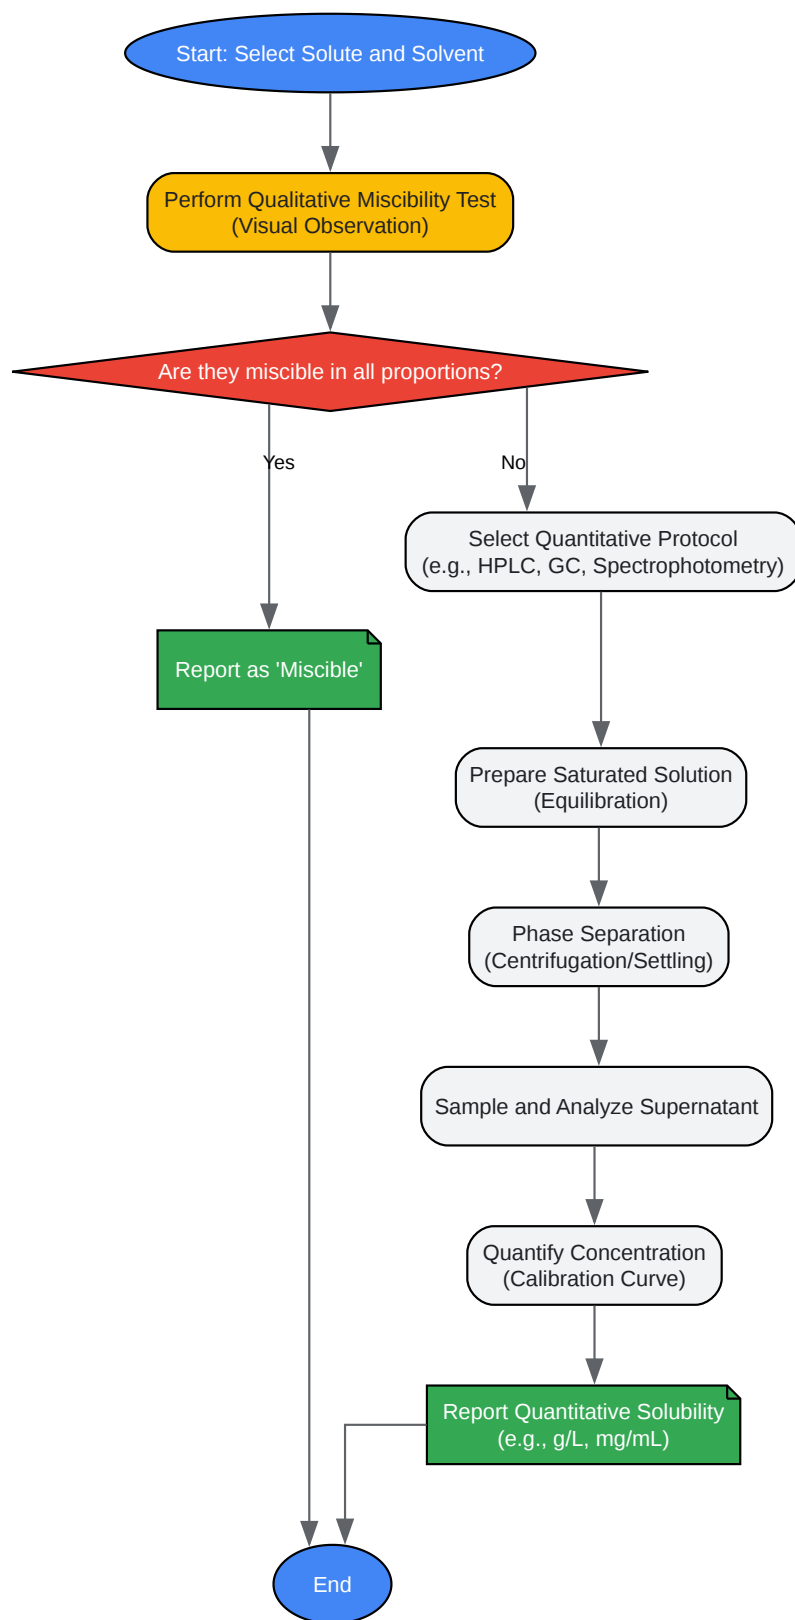 Start: Select Solute and Solvent
Perform Qualitative Miscibility Test
(Visual Observation)
Are they miscible in all proportions?
Yes
No
Select Quantitative Protocol
(e.g., HPLC, GC, Spectrophotometry)
Report as 'Miscible'
Prepare Saturated Solution
(Equilibration)
Phase Separation
(Centrifugation/Settling)
Sample and Analyze Supernatant
Quantify Concentration
(Calibration Curve)
Report Quantitative Solubility
(e.g., g/L, mg/mL)
End